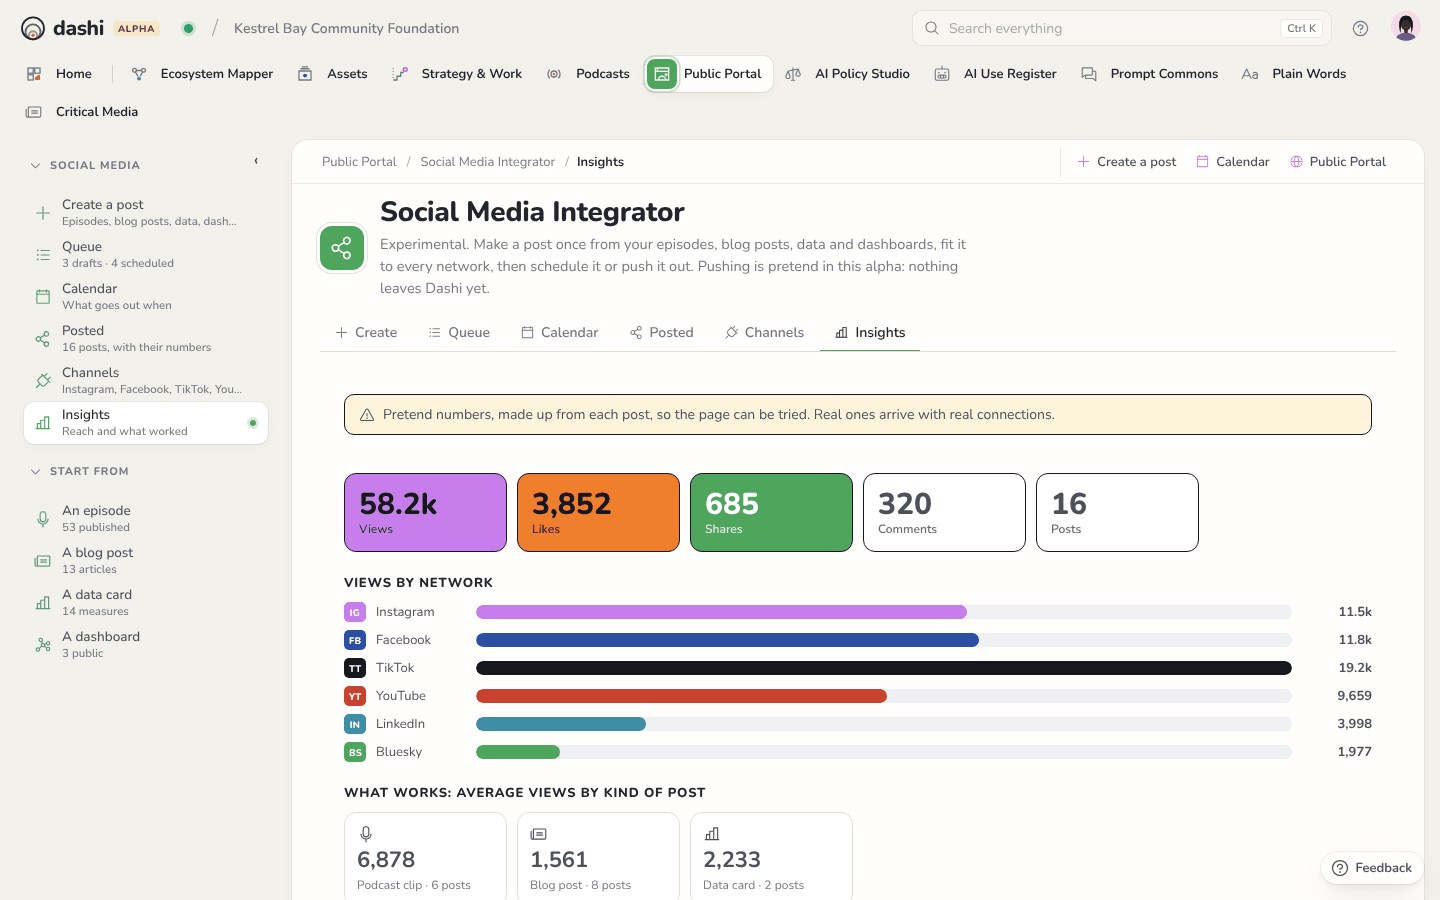 dashi ALPHA / Kestrel Bay Community Foundation
Search everything Ctrl K
Home Ecosystem Mapper Assets Strategy & Work Podcasts Public Portal AI Policy Studio AI Use Register Prompt Commons Aa Plain Words
Critical Media
SOCIAL MEDIA
Create a post
Episodes, blog posts, data, dash...
Queue
3 drafts · 4 scheduled
Calendar
What goes out when
Posted
16 posts, with their numbers
Channels
Instagram, Facebook, TikTok, You...
Insights
Reach and what worked
START FROM
An episode
53 published
A blog post
13 articles
A data card
14 measures
A dashboard
3 public
Public Portal / Social Media Integrator / Insights
Create a post Calendar Public Portal
Social Media Integrator
Experimental. Make a post once from your episodes, blog posts, data and dashboards, fit it
to every network, then schedule it or push it out. Pushing is pretend in this alpha: nothing
leaves Dashi yet.
Create Queue Calendar Posted Channels Insights
Pretend numbers, made up from each post, so the page can be tried. Real ones arrive with real connections.
58.2k
Views
3,852
Likes
685
Shares
320
Comments
16
Posts
VIEWS BY NETWORK
IG Instagram 11.5k
FB Facebook 11.8k
TT TikTok 19.2k
YT YouTube 9,659
IN LinkedIn 3,998
BS Bluesky 1,977
WHAT WORKS: AVERAGE VIEWS BY KIND OF POST
6,878
Podcast clip · 6 posts
1,561
Blog post · 8 posts
2,233
Data card · 2 posts
Feedback